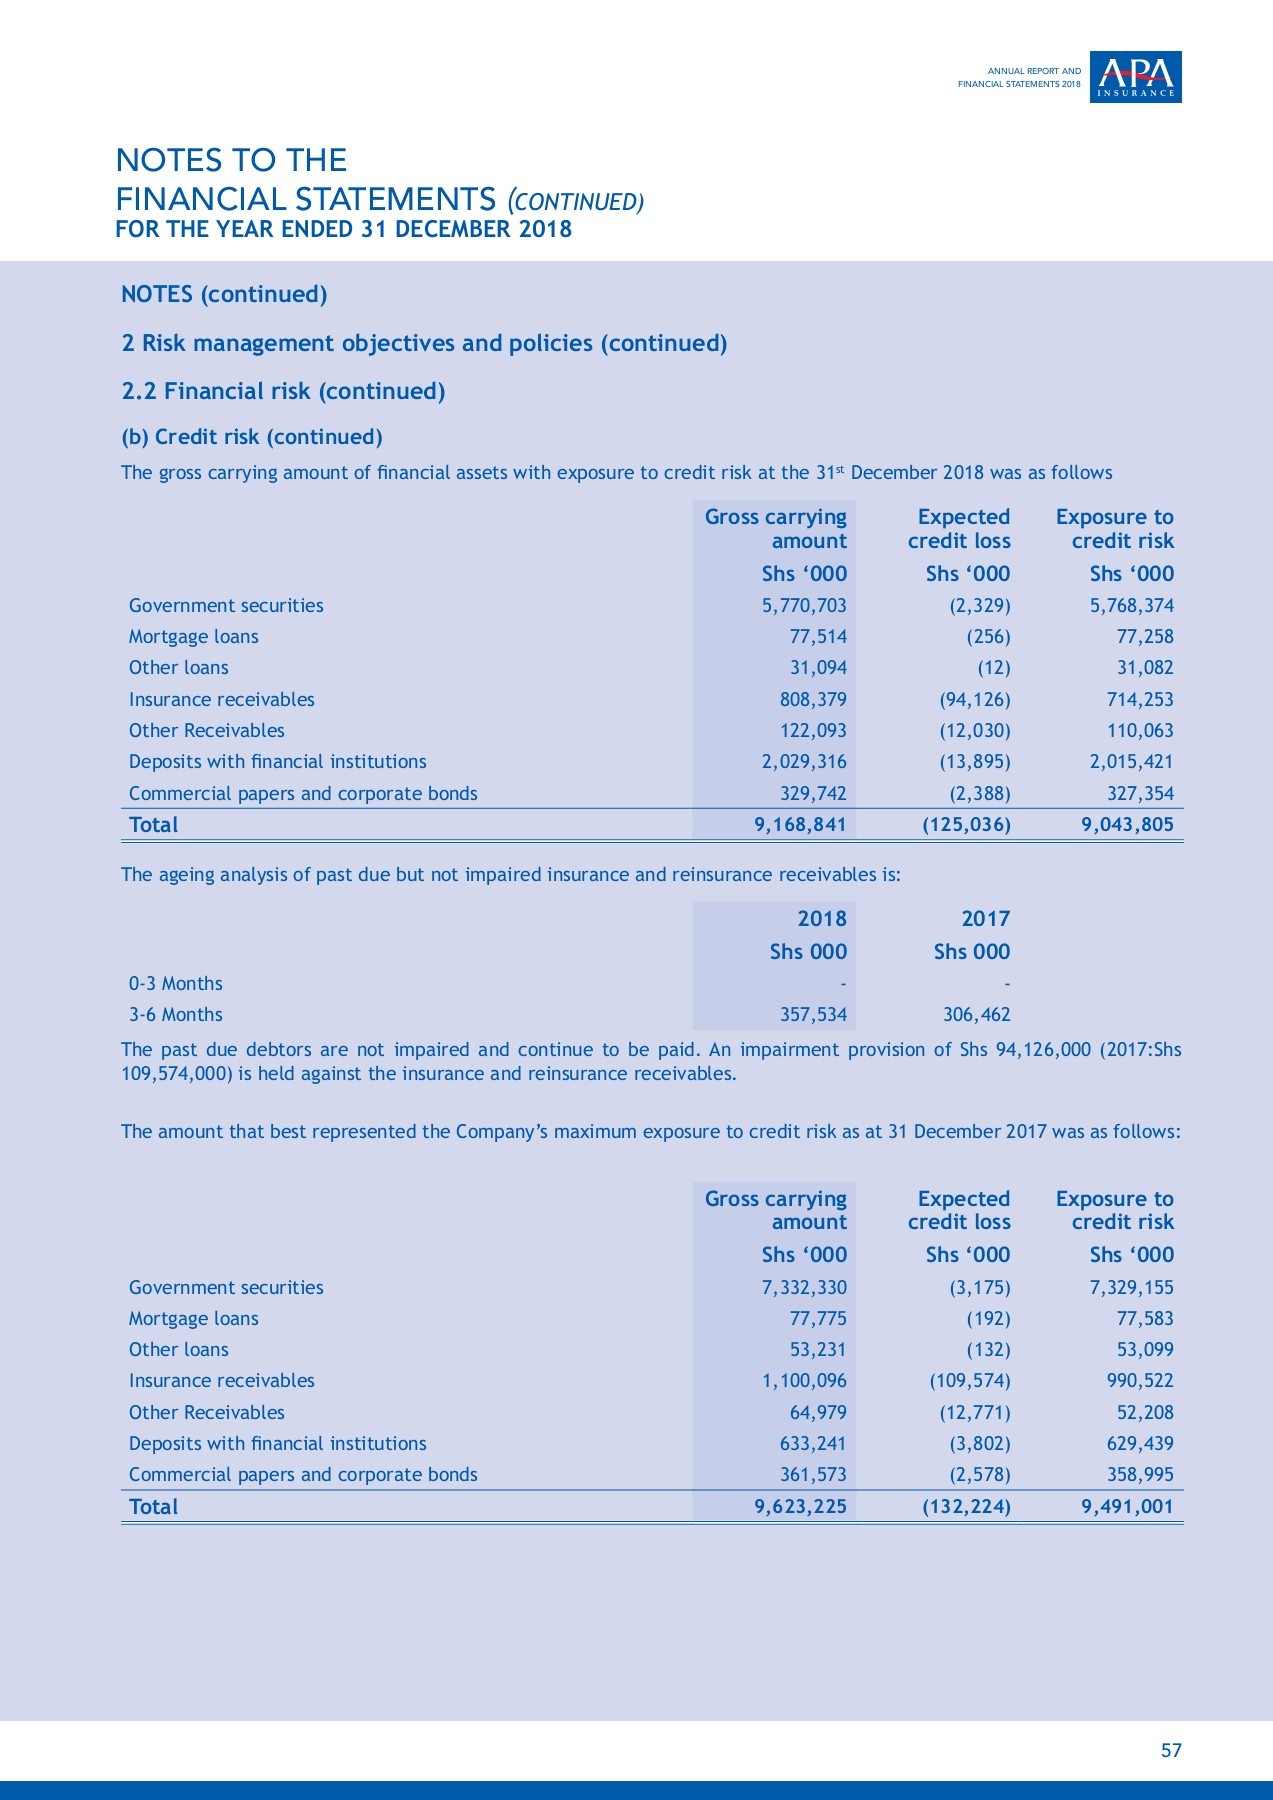 ANNUAL REPORT AND
FINANCIAL STATEMENTS 2018
APA
INSURANCE
NOTES TO THE
FINANCIAL STATEMENTS (CONTINUED)
FOR THE YEAR ENDED 31 DECEMBER 2018
NOTES (continued)
2 Risk management objectives and policies (continued)
2.2 Financial risk (continued)
(b) Credit risk (continued)
The gross carrying amount of financial assets with exposure to credit risk at the 31st December 2018 was as follows
Gross carrying amount Expected credit loss Exposure to credit risk
Shs ‘000 Shs ‘000 Shs ‘000
Government securities 5,770,703 (2,329) 5,768,374
Mortgage loans 77,514 (256) 77,258
Other loans 31,094 (12) 31,082
Insurance receivables 808,379 (94,126) 714,253
Other Receivables 122,093 (12,030) 110,063
Deposits with financial institutions 2,029,316 (13,895) 2,015,421
Commercial papers and corporate bonds 329,742 (2,388) 327,354
Total 9,168,841 (125,036) 9,043,805
The ageing analysis of past due but not impaired insurance and reinsurance receivables is:
2018 2017
Shs 000 Shs 000
0-3 Months - -
3-6 Months 357,534 306,462
The past due debtors are not impaired and continue to be paid. An impairment provision of Shs 94,126,000 (2017:Shs
109,574,000) is held against the insurance and reinsurance receivables.
The amount that best represented the Company’s maximum exposure to credit risk as at 31 December 2017 was as follows:
Gross carrying amount Expected credit loss Exposure to credit risk
Shs ‘000 Shs ‘000 Shs ‘000
Government securities 7,332,330 (3,175) 7,329,155
Mortgage loans 77,775 (192) 77,583
Other loans 53,231 (132) 53,099
Insurance receivables 1,100,096 (109,574) 990,522
Other Receivables 64,979 (12,771) 52,208
Deposits with financial institutions 633,241 (3,802) 629,439
Commercial papers and corporate bonds 361,573 (2,578) 358,995
Total 9,623,225 (132,224) 9,491,001
57